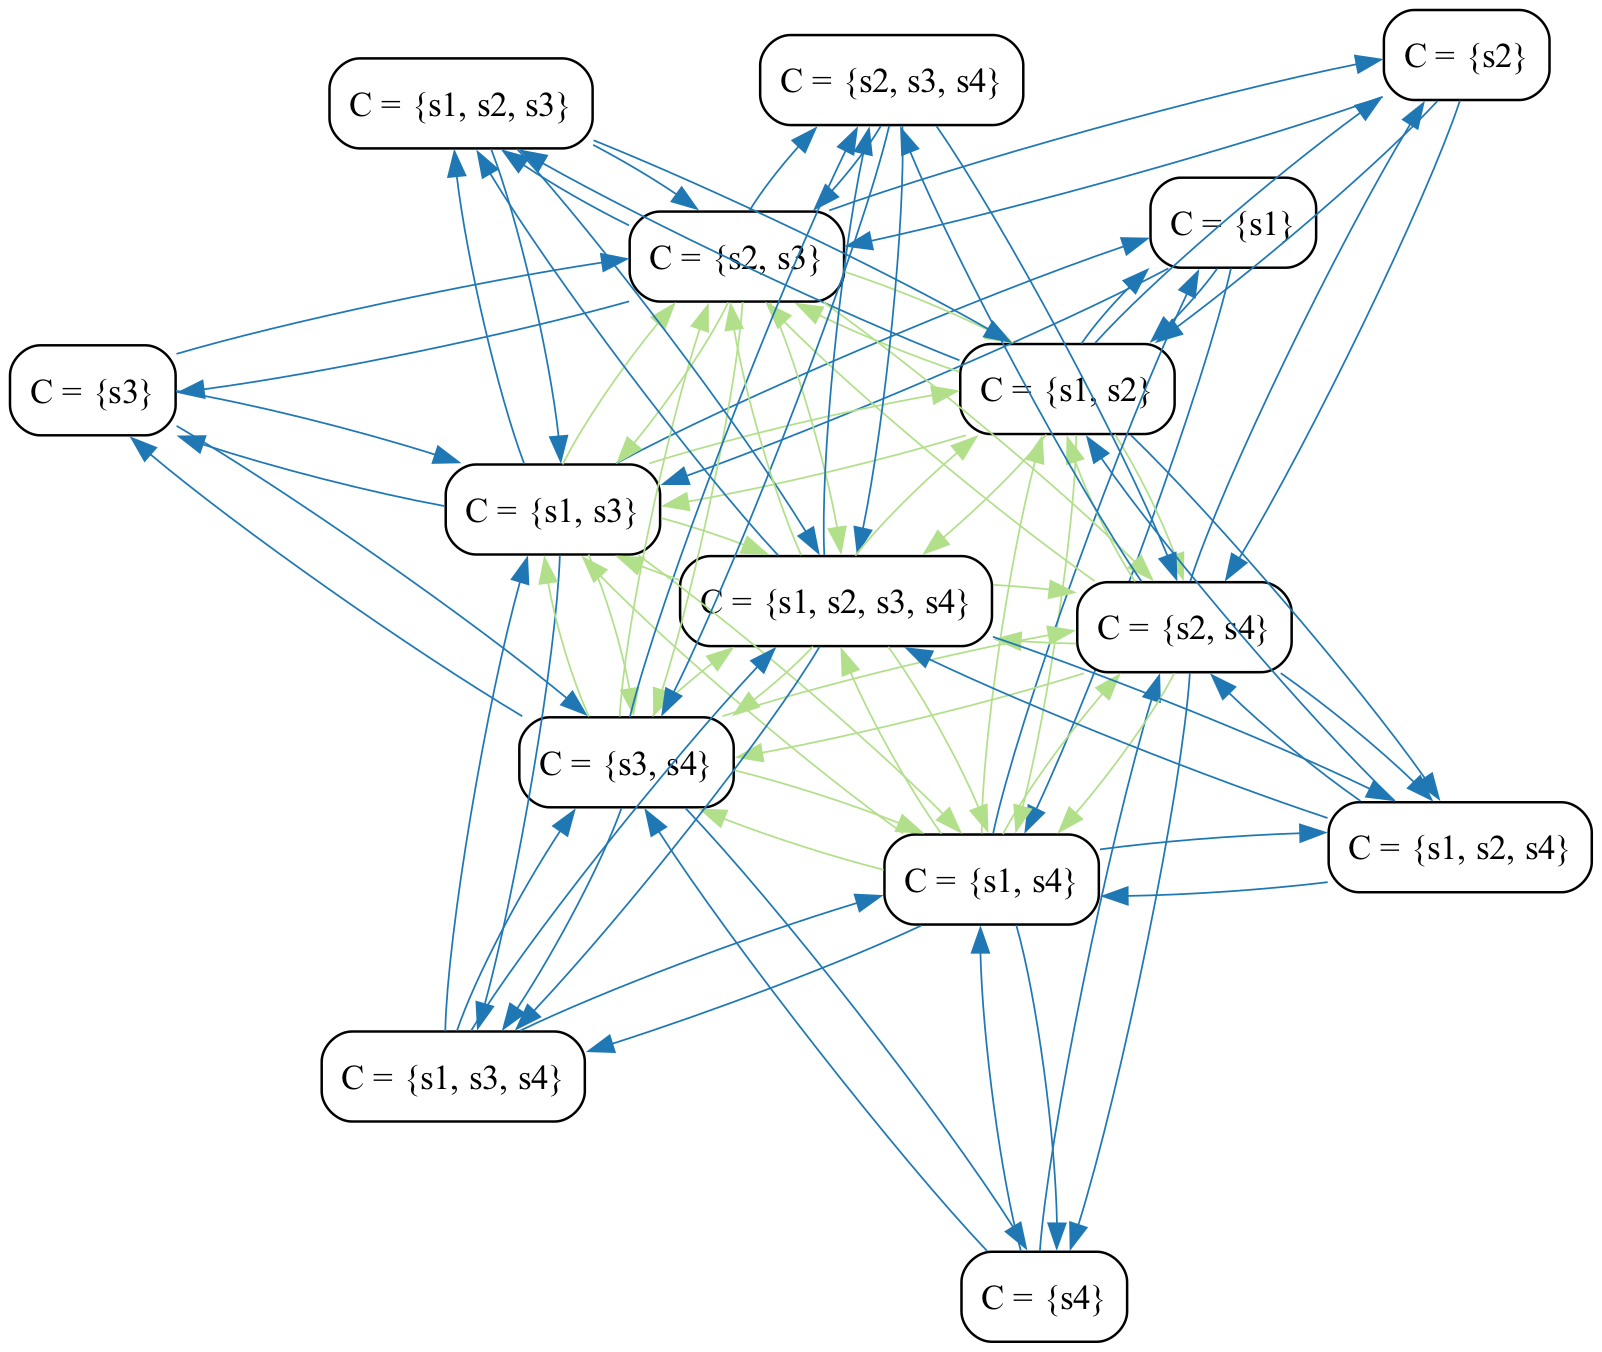 C = {s2}
C = {s2, s3, s4}
C = {s1, s2, s3}
C = {s1}
C = {s2, s3}
C = {s3}
C = {s1, s2}
C = {s1, s3}
C = {s1, s2, s3, s4}
C = {s2, s4}
C = {s3, s4}
C = {s1, s2, s4}
C = {s1, s4}
C = {s1, s3, s4}
C = {s4}